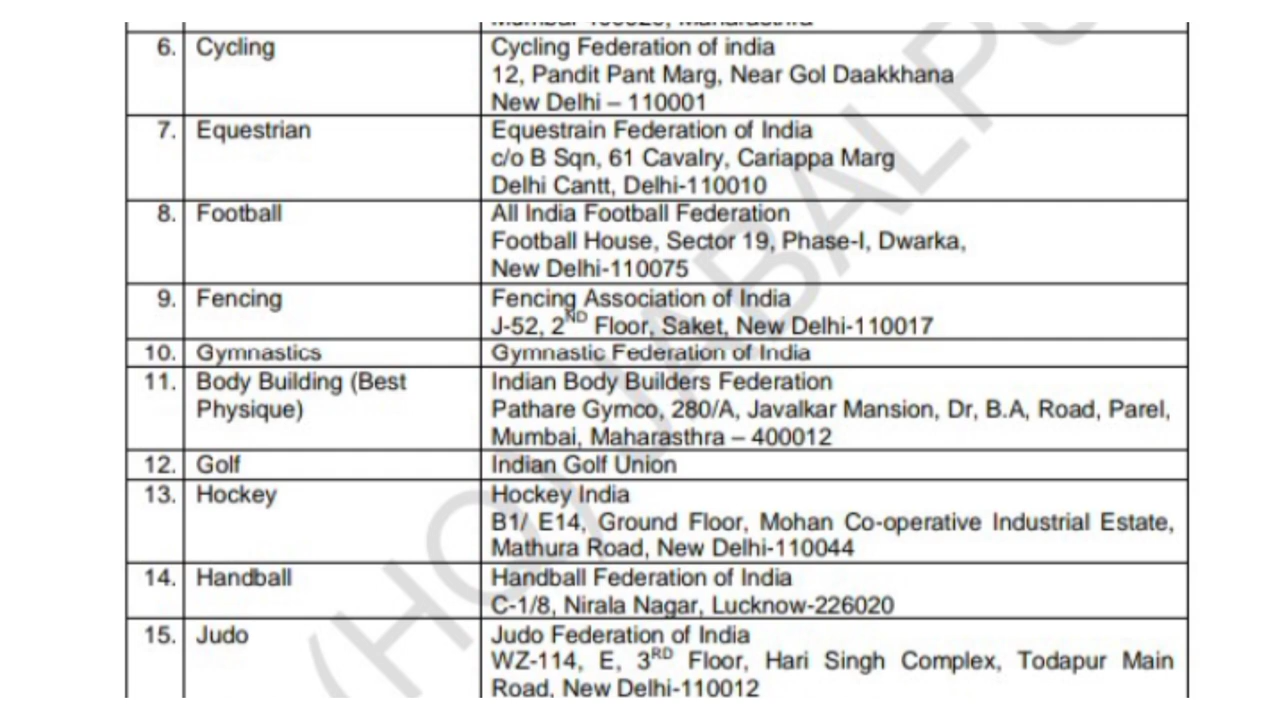 Mumbai 400020, Maharasthra
6. Cycling
Cycling Federation of india
12, Pandit Pant Marg, Near Gol Daakkhana
New Delhi – 110001
7. Equestrian
Equestrain Federation of India
c/o B Sqn, 61 Cavalry, Cariappa Marg
Delhi Cantt, Delhi-110010
8. Football
All India Football Federation
Football House, Sector 19, Phase-I, Dwarka,
New Delhi-110075
9. Fencing
Fencing Association of India
J-52, 2ND Floor, Saket, New Delhi-110017
10. Gymnastics
Gymnastic Federation of India
11. Body Building (Best
Physique)
Indian Body Builders Federation
Pathare Gymco, 280/A, Javalkar Mansion, Dr, B.A, Road, Parel,
Mumbai, Maharasthra – 400012
12. Golf
Indian Golf Union
13. Hockey
Hockey India
B1/ E14, Ground Floor, Mohan Co-operative Industrial Estate,
Mathura Road, New Delhi-110044
14. Handball
Handball Federation of India
C-1/8, Nirala Nagar, Lucknow-226020
15. Judo
Judo Federation of India
WZ-114, E, 3RD Floor, Hari Singh Complex, Todapur Main
Road, New Delhi-110012
(HQ) JABALP